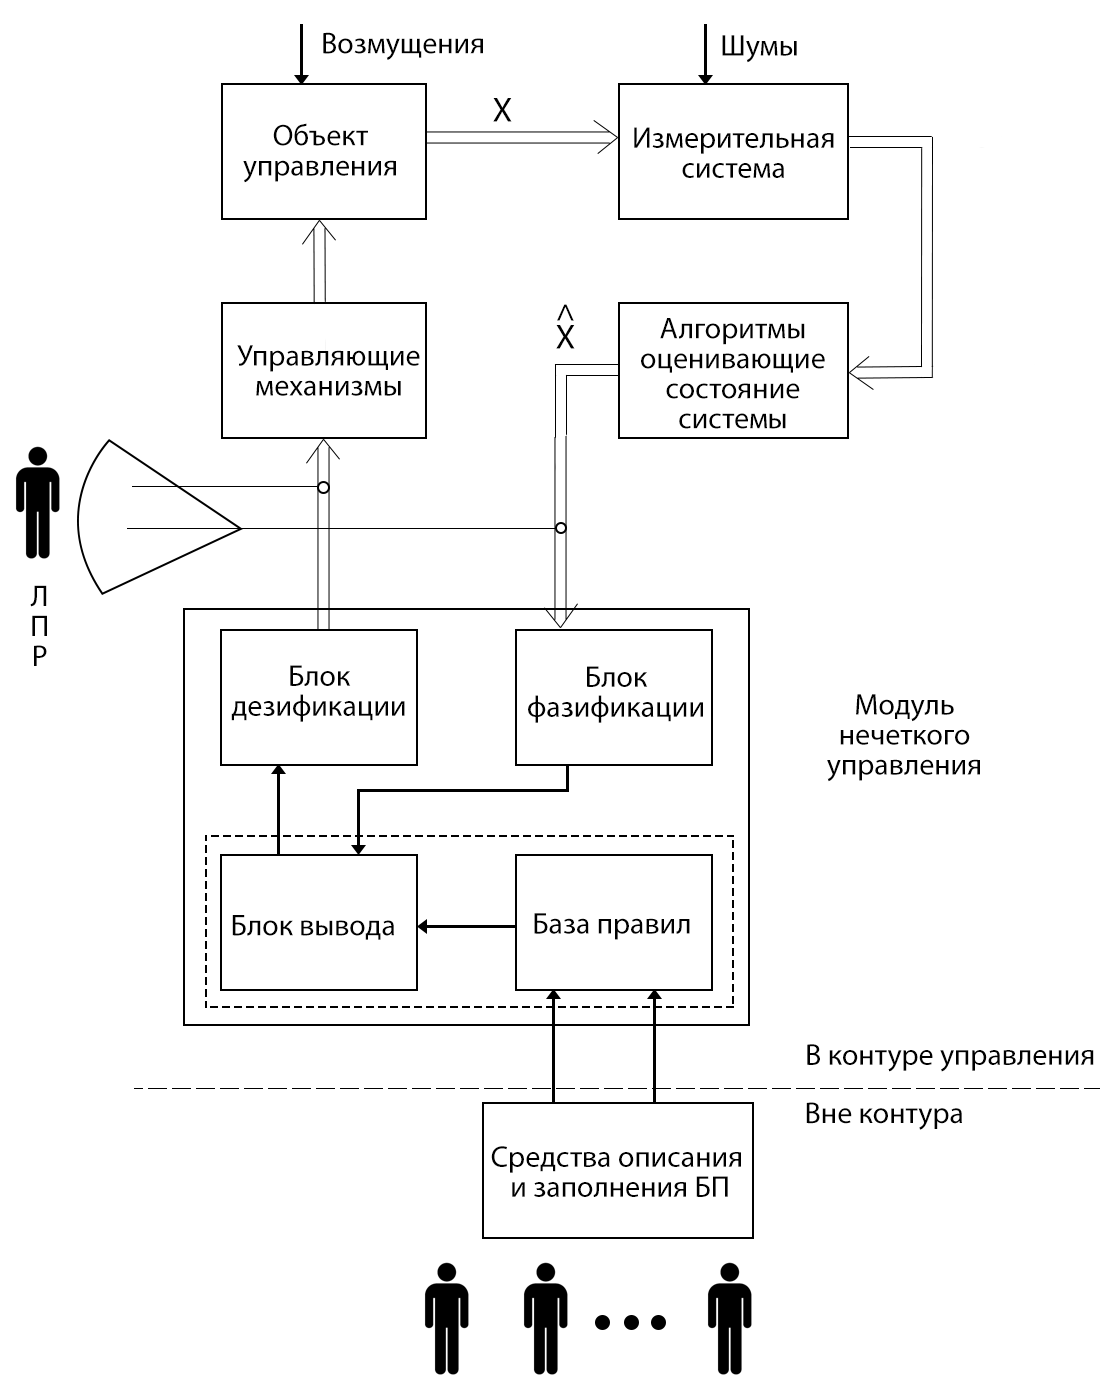 Возмущения
Шумы
Объект
управления
X
Измерительная
система
Управляющие
механизмы
^
X
Алгоритмы
оценивающие
состояние
системы
Л
П
Р
Блок
дезификации
Блок
фазификации
Модуль
нечеткого
управления
Блок вывода
База правил
В контуре управления
Вне контура
Средства описания
и заполнения БП